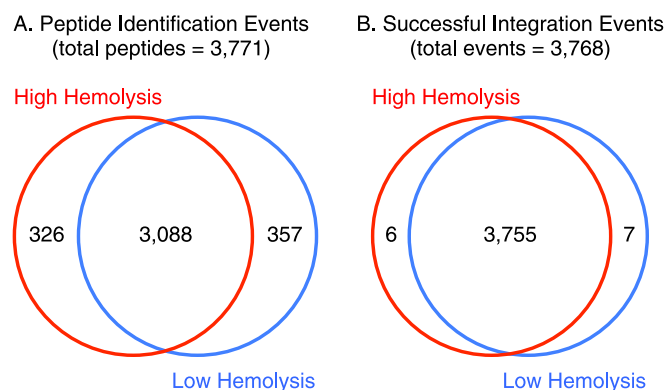 A. Peptide Identification Events
(total peptides = 3,771)
High Hemolysis
326
3,088
357
Low Hemolysis
B. Successful Integration Events
(total events = 3,768)
High Hemolysis
6
3,755
7
Low Hemolysis